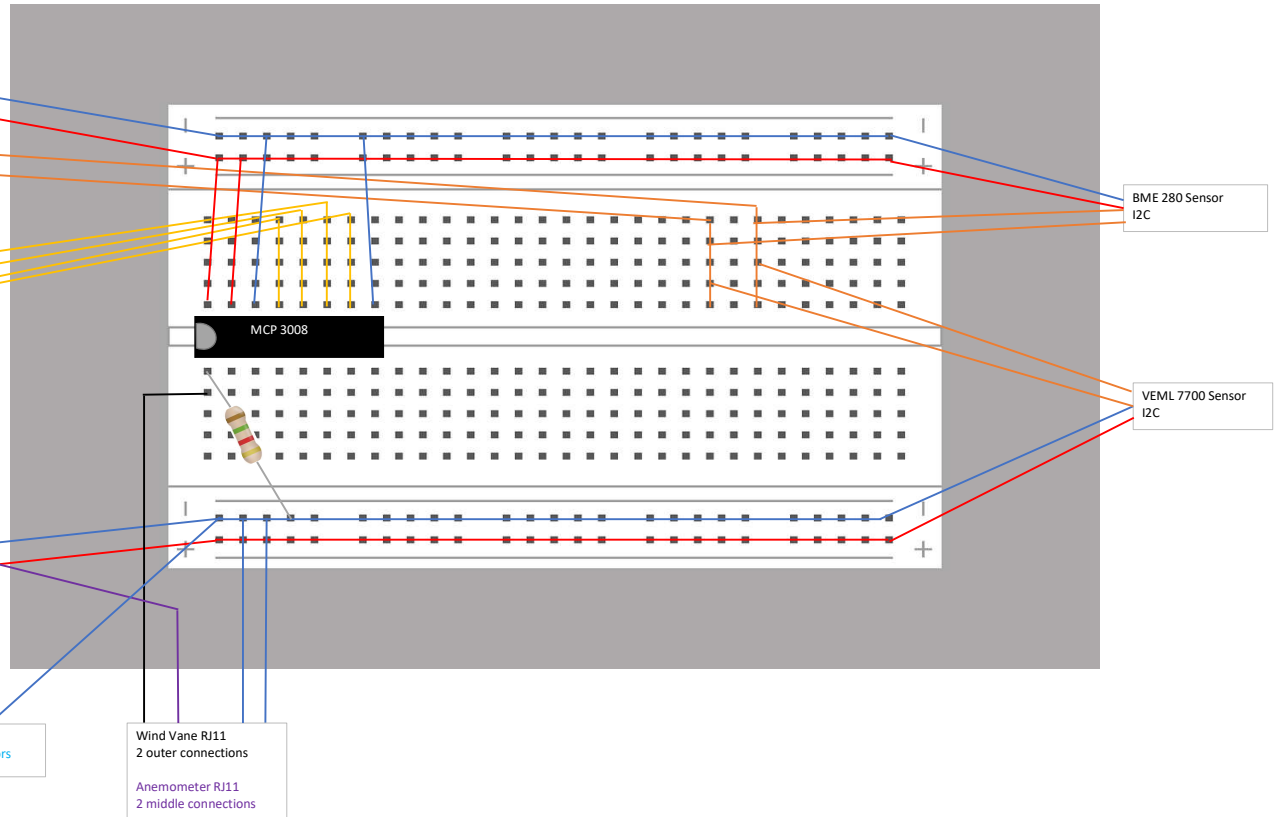 BME 280 Sensor
I2C
MCP 3008
VEML 7700 Sensor
I2C
Wind Vane RJ11
2 outer connections
Anemometer RJ11
2 middle connections
rs